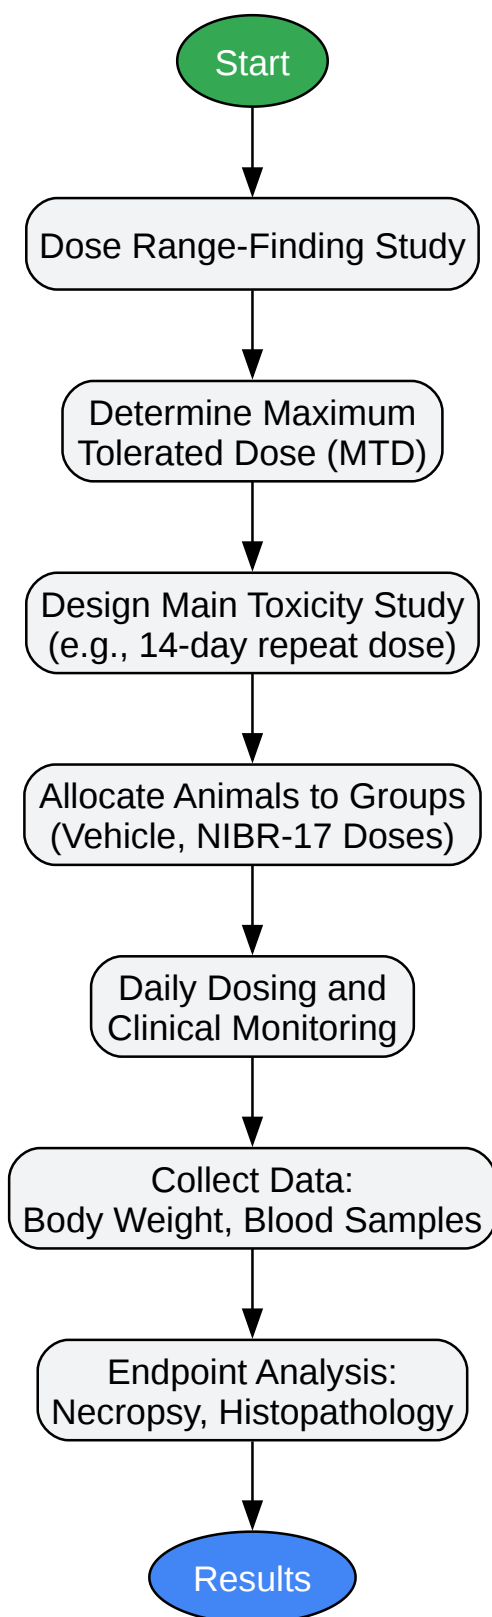 Start
Dose Range-Finding Study
Determine Maximum
Tolerated Dose (MTD)
Design Main Toxicity Study
(e.g., 14-day repeat dose)
Allocate Animals to Groups
(Vehicle, NIBR-17 Doses)
Daily Dosing and
Clinical Monitoring
Collect Data:
Body Weight, Blood Samples
Endpoint Analysis:
Necropsy, Histopathology
Results